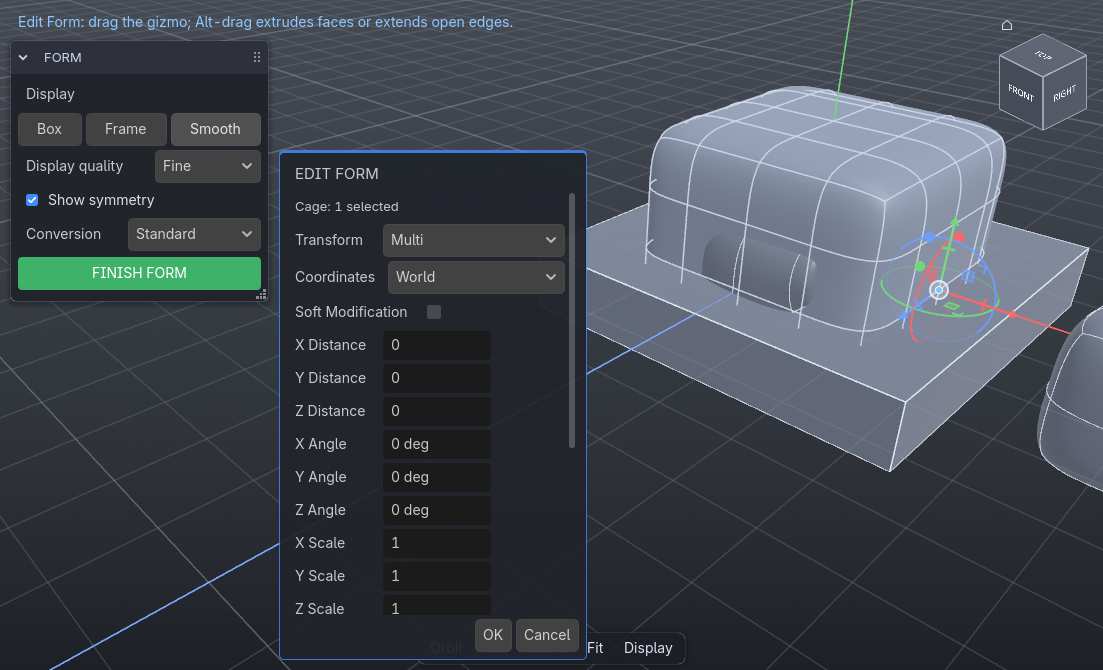 Edit Form: drag the gizmo; Alt-drag extrudes faces or extends open edges.
FORM
Display
Box Frame Smooth
Display quality Fine
Show symmetry
Conversion Standard
FINISH FORM
EDIT FORM
Cage: 1 selected
Transform Multi
Coordinates World
Soft Modification
X Distance 0
Y Distance 0
Z Distance 0
X Angle 0 deg
Y Angle 0 deg
Z Angle 0 deg
X Scale 1
Y Scale 1
Z Scale 1
OK Cancel
Orbit Fit Display
TOP
FRONT RIGHT